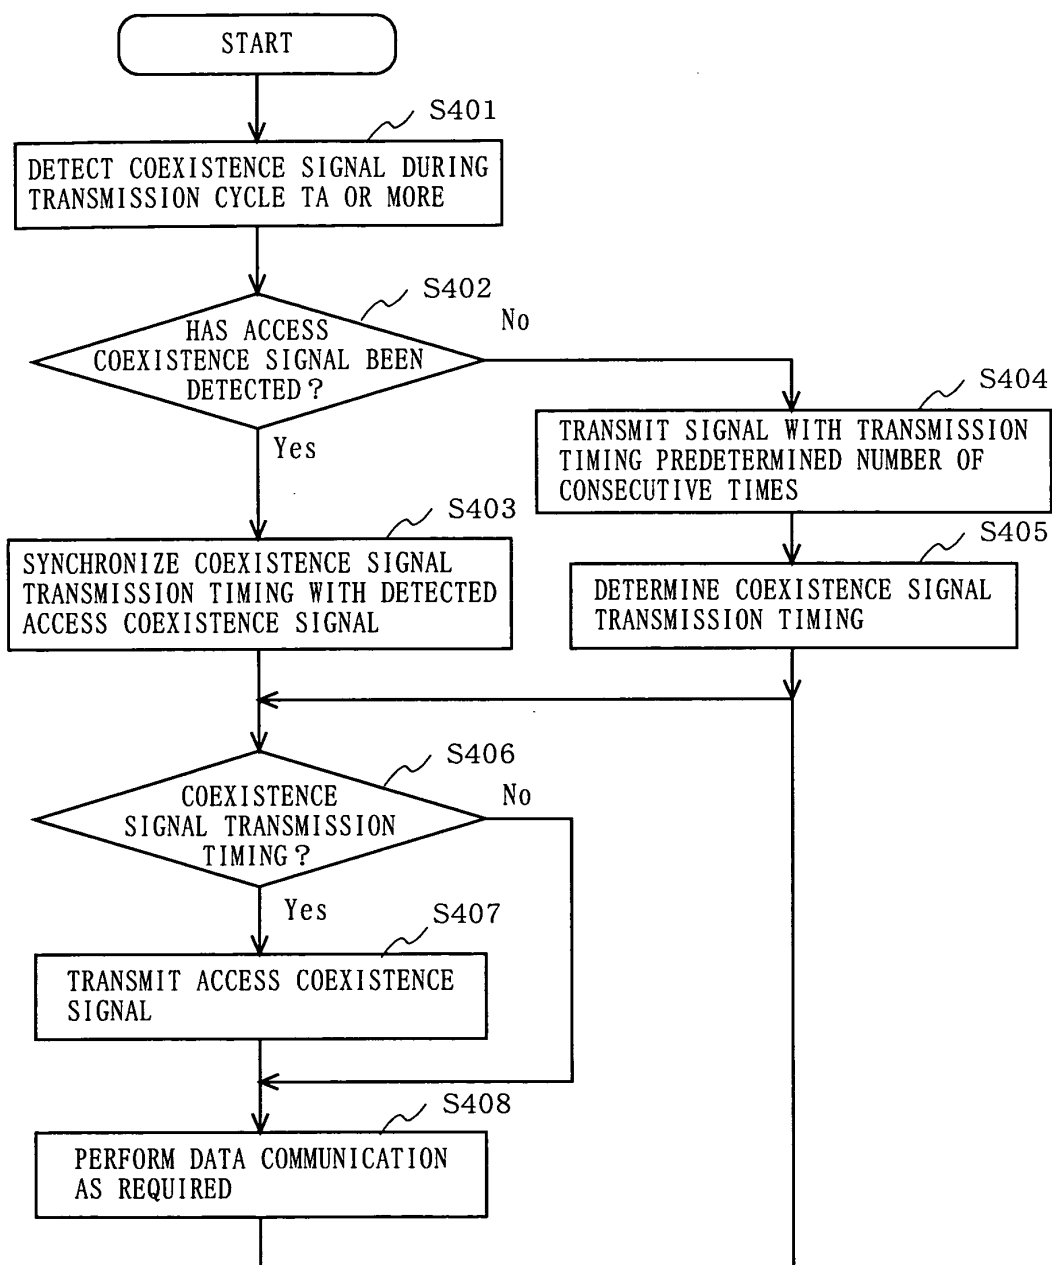 START
S401
DETECT COEXISTENCE SIGNAL DURING
TRANSMISSION CYCLE TA OR MORE
S402
HAS ACCESS
COEXISTENCE SIGNAL BEEN
DETECTED?
No
Yes
S404
TRANSMIT SIGNAL WITH TRANSMISSION
TIMING PREDETERMINED NUMBER OF
CONSECUTIVE TIMES
S403
SYNCHRONIZE COEXISTENCE SIGNAL
TRANSMISSION TIMING WITH DETECTED
ACCESS COEXISTENCE SIGNAL
S405
DETERMINE COEXISTENCE SIGNAL
TRANSMISSION TIMING
S406
COEXISTENCE
SIGNAL TRANSMISSION
TIMING?
No
Yes
S407
TRANSMIT ACCESS COEXISTENCE
SIGNAL
S408
PERFORM DATA COMMUNICATION
AS REQUIRED